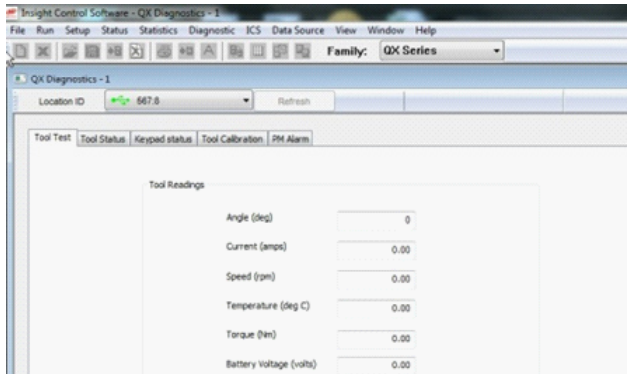 Insight Control Software - QX Diagnostics - 1
File Run Setup Status Statistics Diagnostic ICS Data Source View Window Help
Family: QX Series
QX Diagnostics - 1
Location ID 567.8 Refresh
Tool Test Tool Status Keypad status Tool Calibration PM Alarm
Tool Readings
Angle (deg) 0
Current (amps) 0.00
Speed (rpm) 0.00
Temperature (deg C) 0.00
Torque (Nm) 0.00
Battery Voltage (volts) 0.00